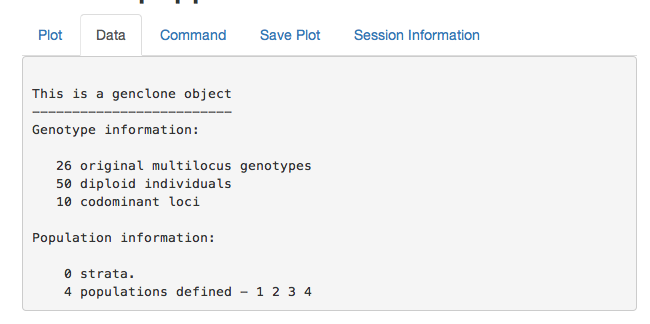 Plot Data Command Save Plot Session Information
This is a genclone object
-------------------------
Genotype information:
26 original multilocus genotypes
50 diploid individuals
10 codominant loci
Population information:
0 strata.
4 populations defined - 1 2 3 4